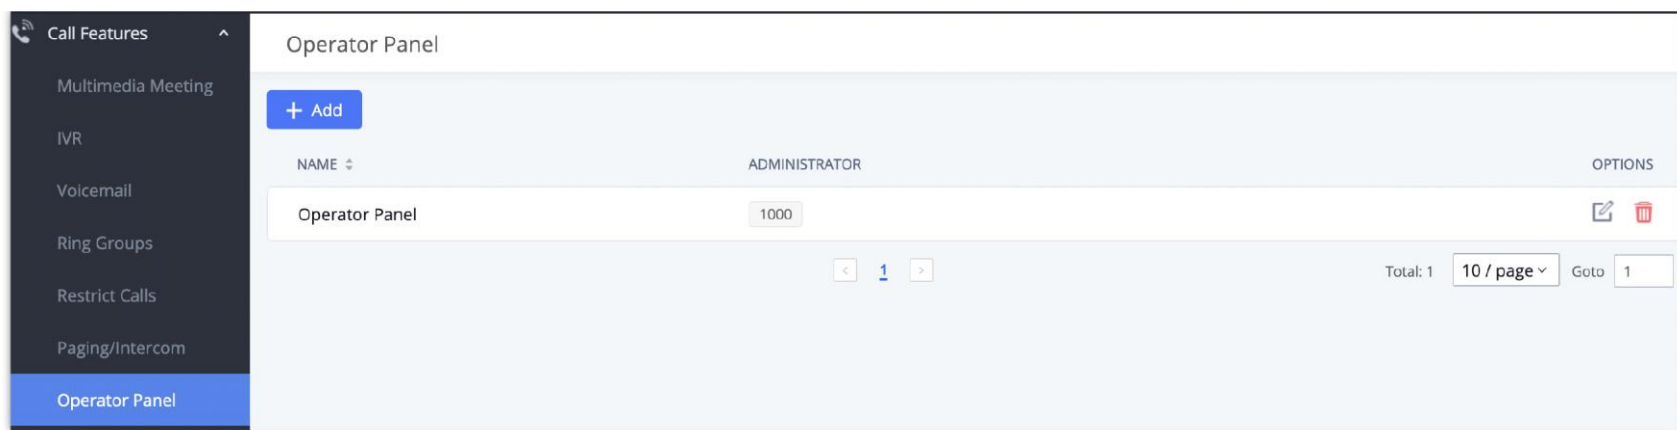 Call Features
Multimedia Meeting
IVR
Voicemail
Ring Groups
Restrict Calls
Paging/Intercom
Operator Panel
Operator Panel
+ Add
NAME ADMINISTRATOR OPTIONS
Operator Panel 1000
< 1 > Total: 1 10 / page Goto 1